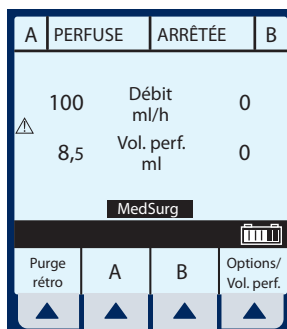 A PERFUSE ARRÊTÉE B
100 Débit ml/h 0
8,5 Vol. perf. ml 0
MedSurg
Purge rétro
A
B
Options/
Vol. perf.